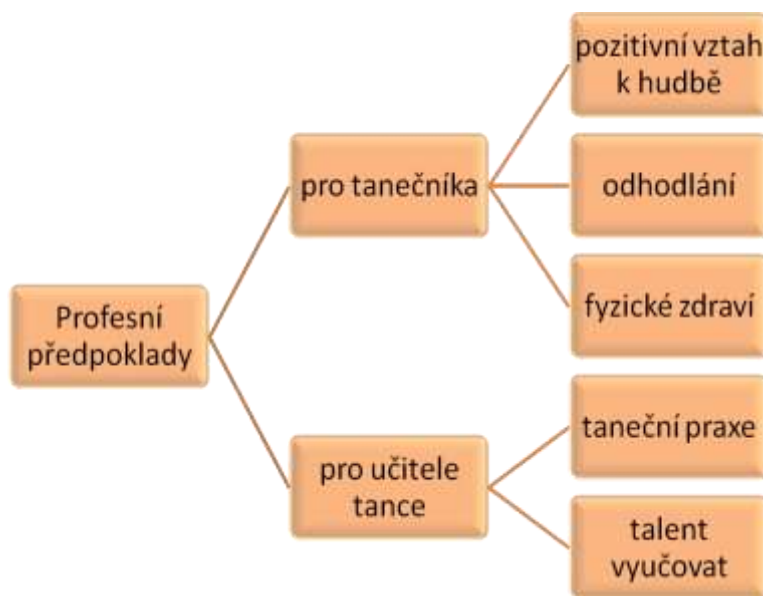 pozitivní vztah
k hudbě
pro tanečníka
odhodlání
fyzické zdraví
Profesní
předpoklady
pro učitele
tance
taneční praxe
talent
vyučovat